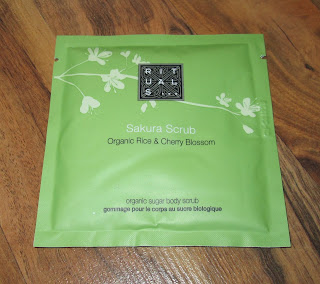 RIT
UAL
S...
Sakura Scrub
Organic Rice & Cherry Blossom
organic sugar body scrub
gommage pour le corps au sucre biologique